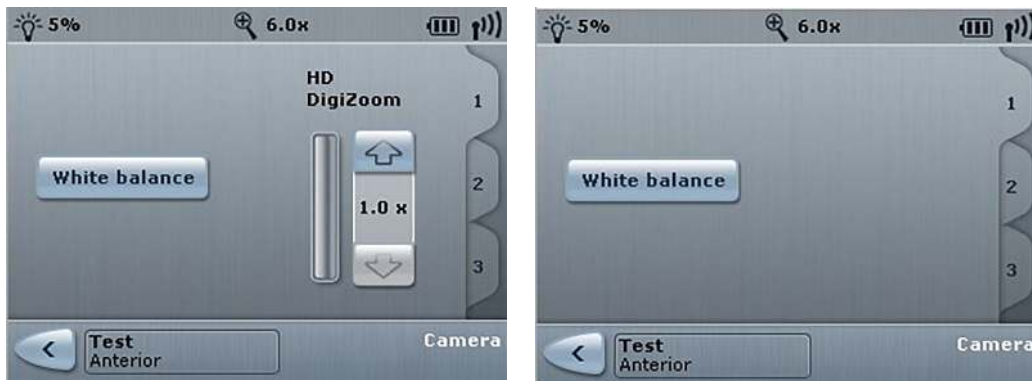 5%
6.0x
HD
DigiZoom
1
White balance
2
1.0 x
3
Test
Anterior
Camera
5%
6.0x
1
White balance
2
3
Test
Anterior
Camera